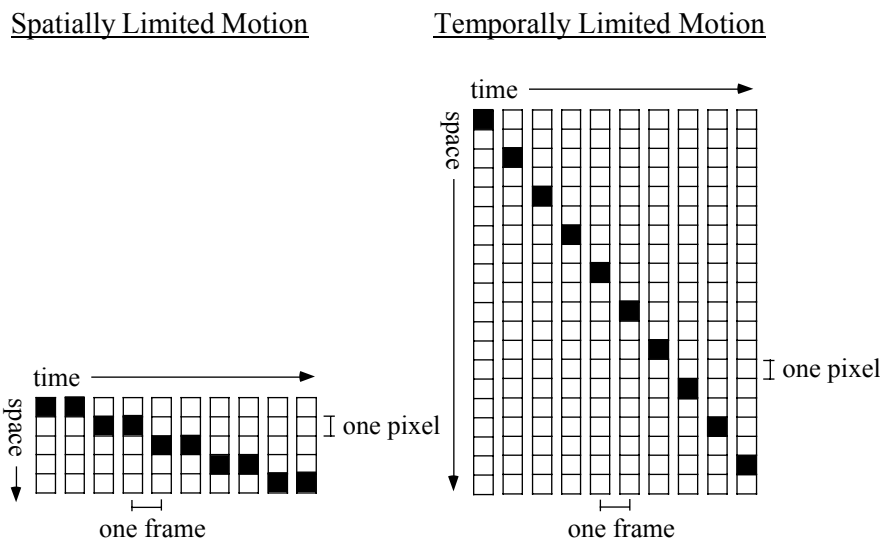 Spatially Limited Motion
time
space
one pixel
one frame
Temporally Limited Motion
time
space
one pixel
one frame